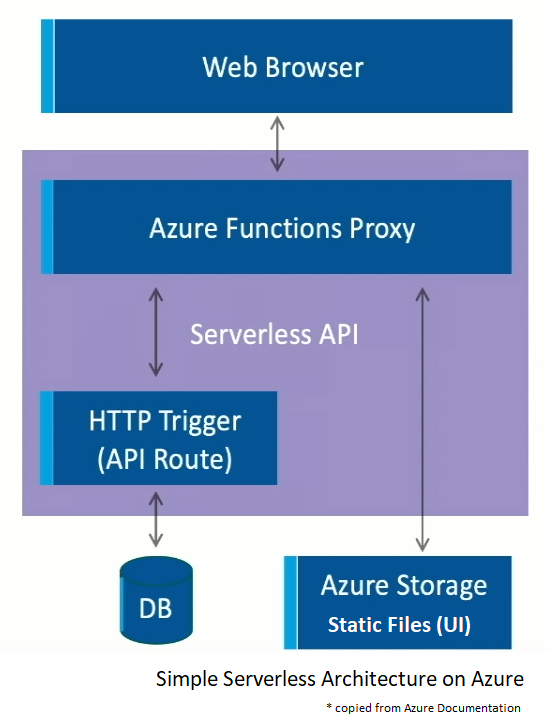 Web Browser
Azure Functions Proxy
Serverless API
HTTP Trigger
(API Route)
DB
Azure Storage
Static Files (UI)
Simple Serverless Architecture on Azure
* copied from Azure Documentation